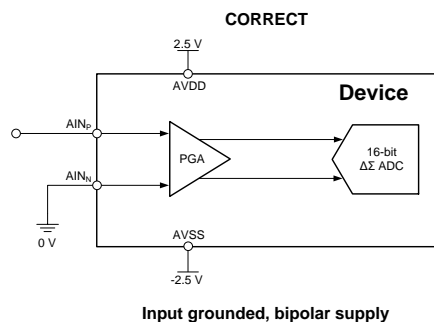 CORRECT
2.5 V
AVDD
Device
AINP
PGA
16-bit
ΔΣ ADC
AINN
0 V
AVSS
-2.5 V
Input grounded, bipolar supply